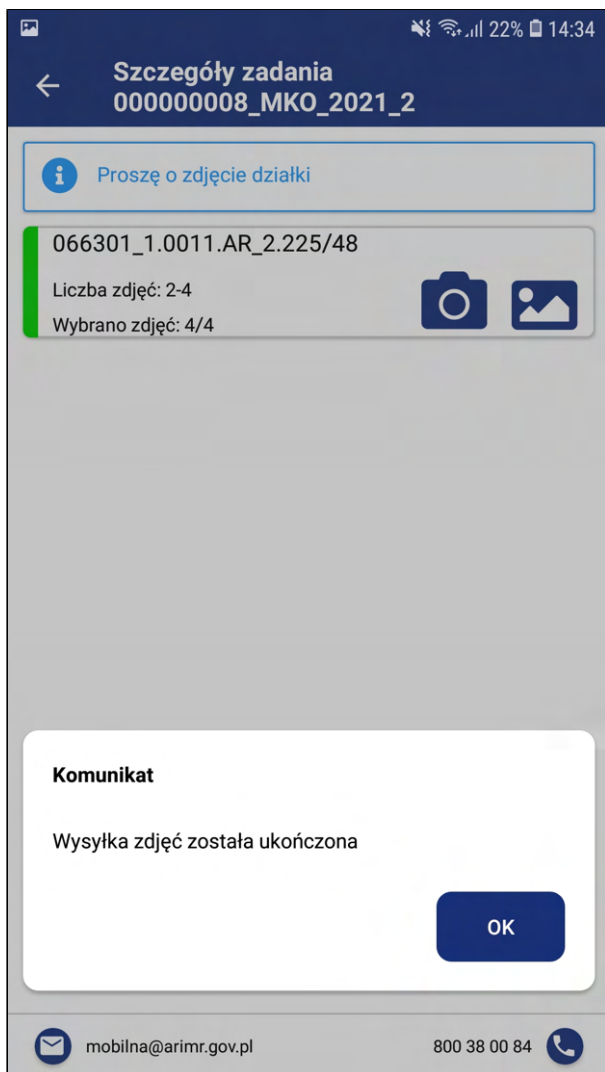 22% 14:34
Szczegóły zadania
000000008_MKO_2021_2
Proszę o zdjęcie działki
066301_1.0011.AR_2.225/48
Liczba zdjęć: 2-4
Wybrano zdjęć: 4/4
Komunikat
Wysyłka zdjęć została ukończona
OK
mobilna@arimr.gov.pl 800 38 00 84